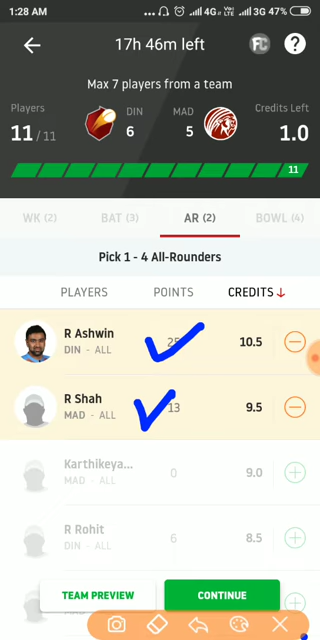 1:28 AM ... 4G VoLTE 3G 47%
17h 46m left FC ?
Max 7 players from a team
Players DIN MAD Credits Left
11/11 6 5 1.0
11
WK (2) BAT (3) AR (2) BOWL (4)
Pick 1 - 4 All-Rounders
PLAYERS POINTS CREDITS ↓
R Ashwin
DIN - ALL 10.5
R Shah
MAD - ALL 13 9.5
Karthikeya...
MAD - ALL 0 9.0
R Rohit
DIN - ALL 6 8.5
TEAM PREVIEW CONTINUE